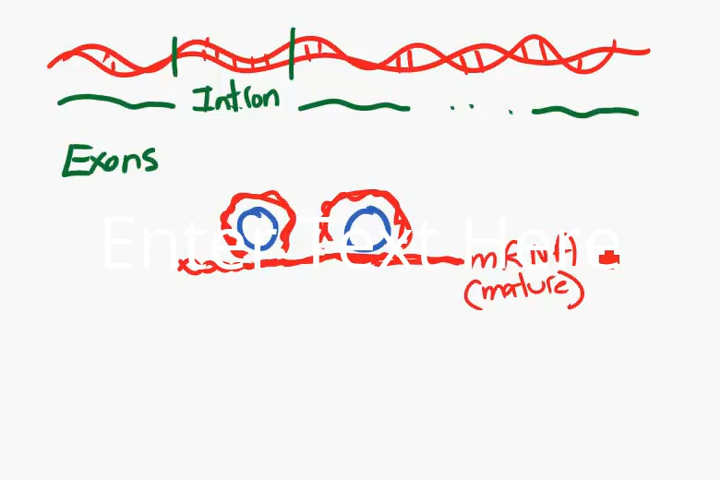 Intron
Exons
Enter Text Here
mRNA
(mature)